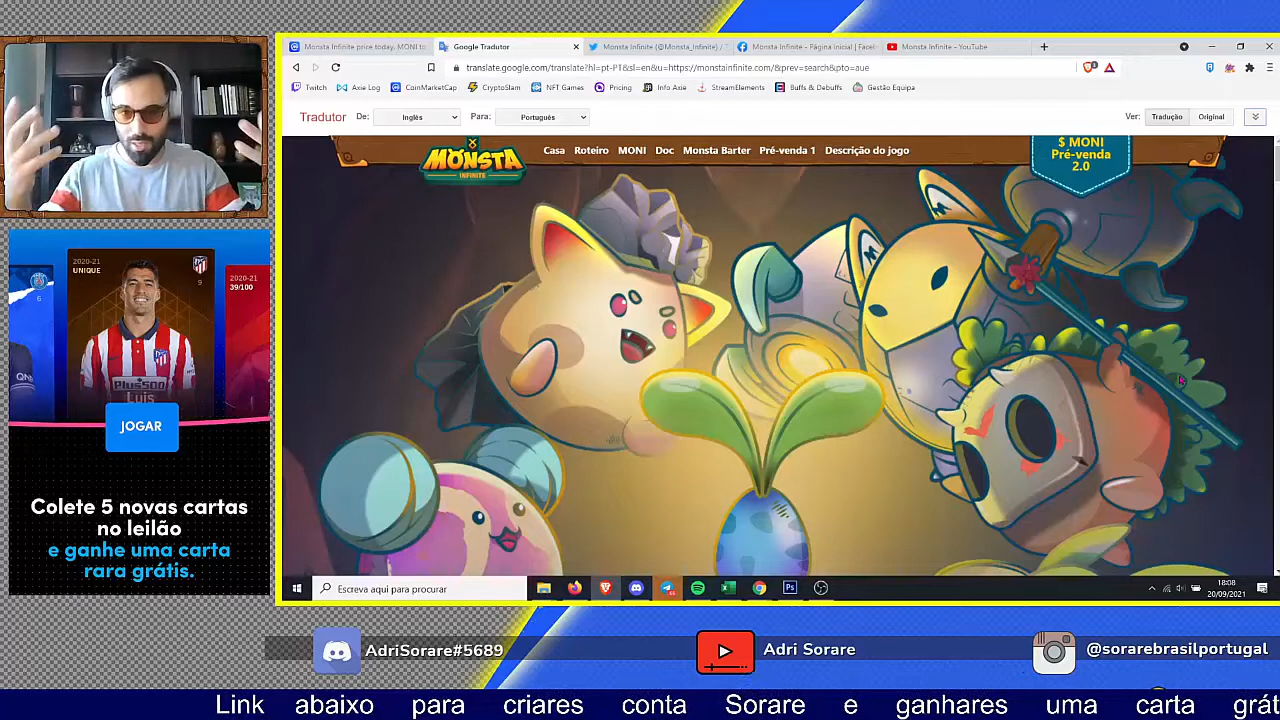 Monsta Infinite price today, MONI to
Google Tradutor
Monsta Infinite (@Monsta_Infinite) / T
Monsta Infinite - Página inicial | Facel
Monsta Infinite - YouTube
translate.google.com/translate?hl=pt-PT&sl=en&u=https://monstainfinite.com/&prev=search&pto=aue
Twitch
Axie Log
CoinMarketCap
CryptoSlam
NFT Games
Pricing
Info Axie
StreamElements
Buffs & Debuffs
Gestão Equipa
Tradutor
De:
Inglês
Para:
Português
Ver:
Tradução
Original
MONSTA
INFINITE
Casa
Roteiro
MONI
Doc
Monsta Barter
Pré-venda 1
Descrição do jogo
$ MONI
Pré-venda
2.0
2020-21
UNIQUE
9
6
2020-21
39/100
Plus500
Luis
JOGAR
Colete 5 novas cartas
no leilão
e ganhe uma carta
rara grátis.
Escreve aqui para procurar
18:08
20/09/2021
AdriSorare#5689
Adri Sorare
@sorarebrasilportugal
Link abaixo para criares conta Sorare e ganhares uma carta grát